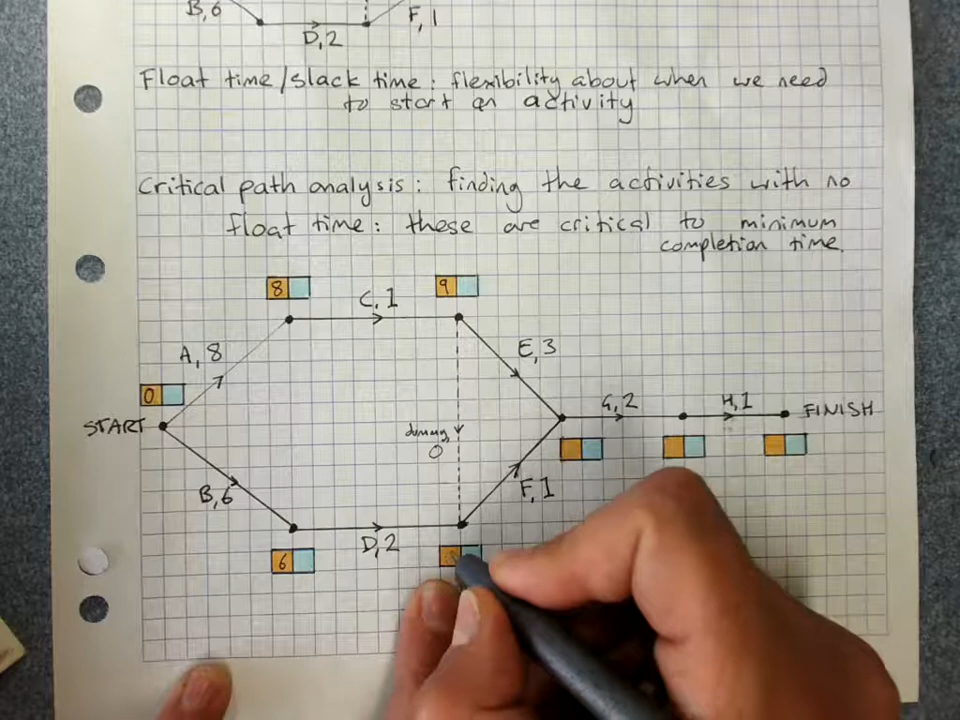 B,6
F,1
D,2
Float time/slack time: flexibility about when we need
to start an activity
Critical path analysis: finding the activities with no
float time: these are critical to minimum
completion time.
8
9
C,1
A,8
E,3
0
G,2
H,1
FINISH
START
dummy
0
B,6
F,1
D,2
6